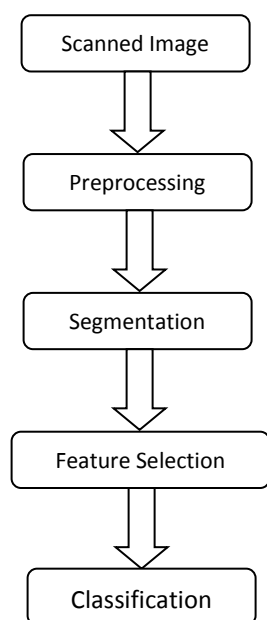 Scanned Image
Preprocessing
Segmentation
Feature Selection
Classification